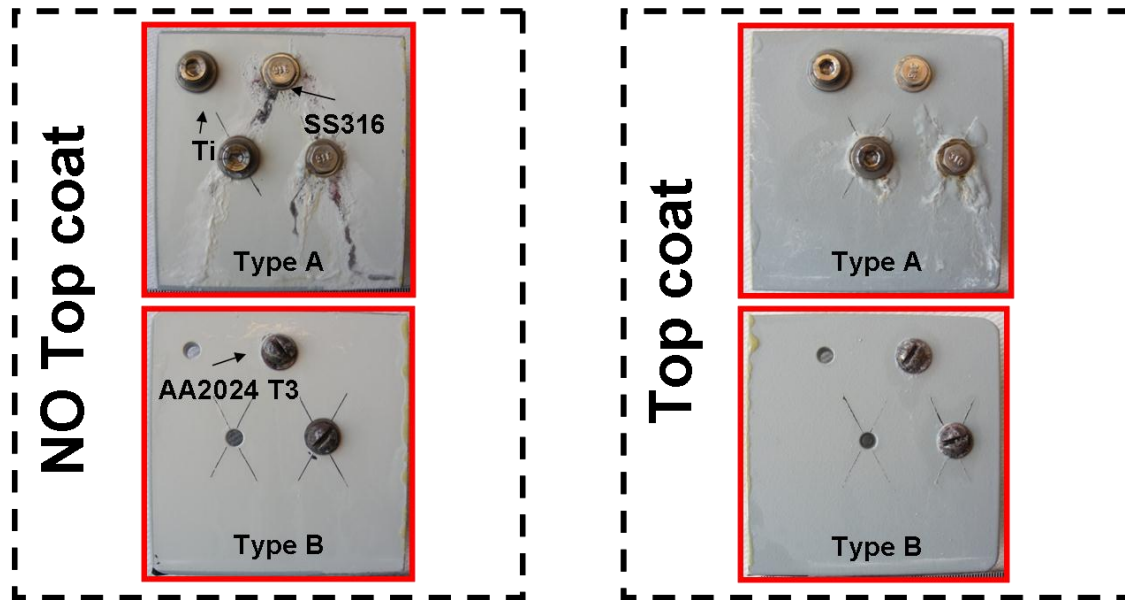 NO Top coat
Ti
SS316
Type A
AA2024 T3
Type B
Top coat
Type A
Type B